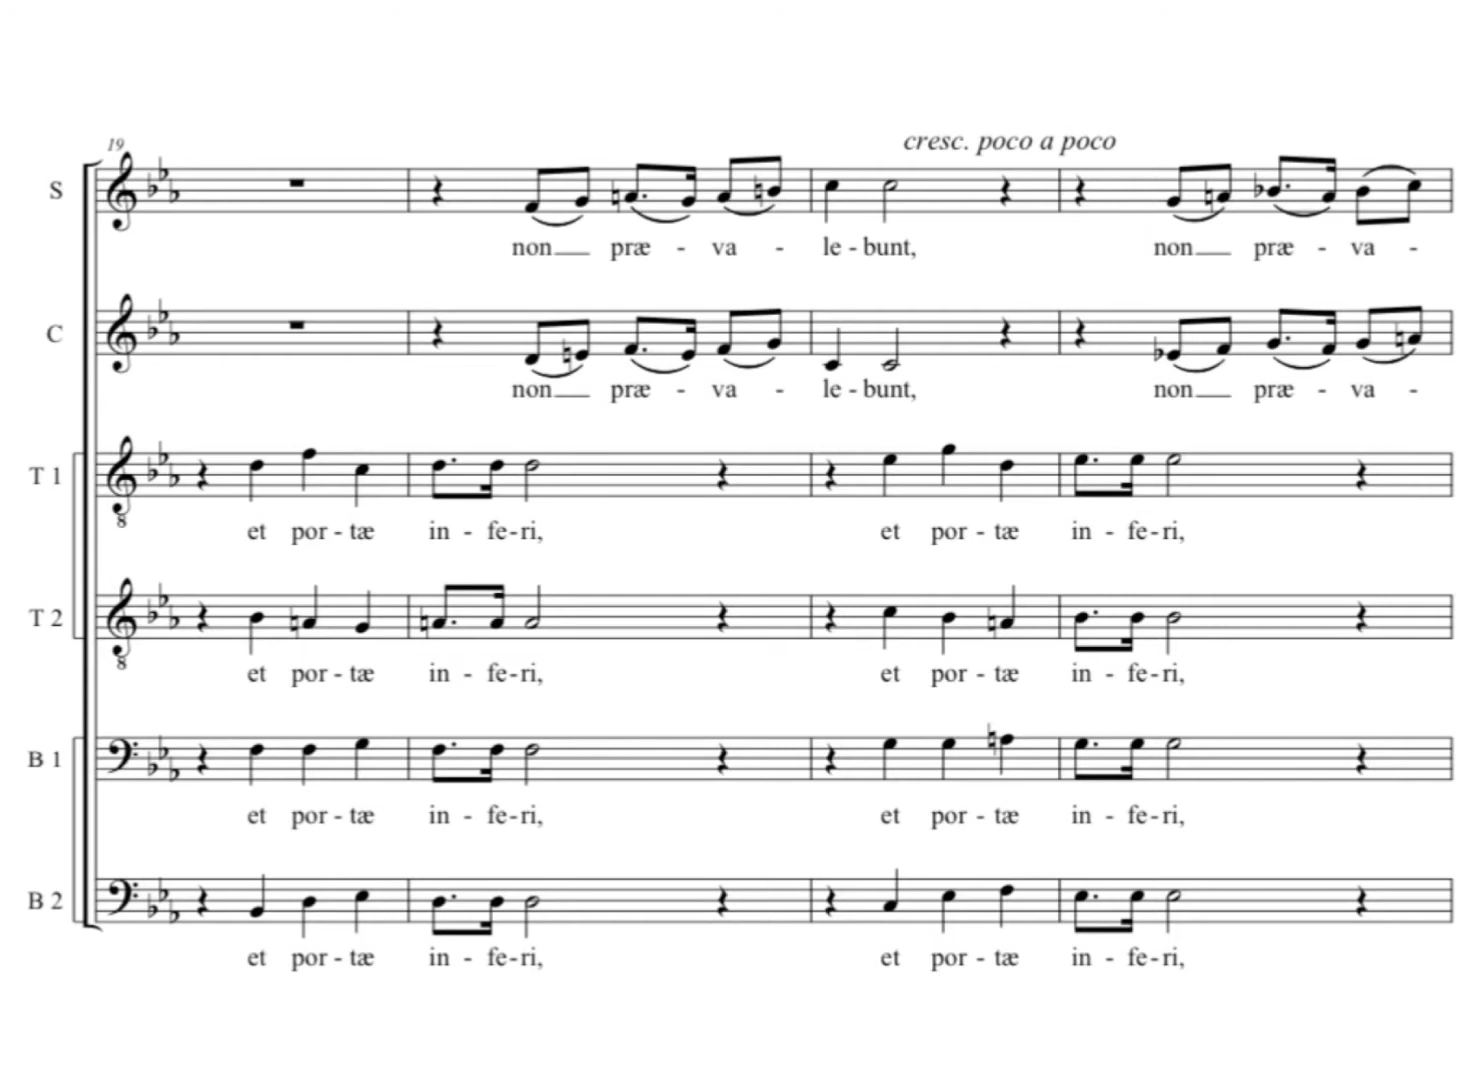 cresc. poco a poco
19
S
non præ - va - le - bunt, non præ - va -
C
non præ - va - le - bunt, non præ - va -
T 1
8
et por - tæ in - fe - ri, et por - tæ in - fe - ri,
T 2
8
et por - tæ in - fe - ri, et por - tæ in - fe - ri,
B 1
et por - tæ in - fe - ri, et por - tæ in - fe - ri,
B 2
et por - tæ in - fe - ri, et por - tæ in - fe - ri,